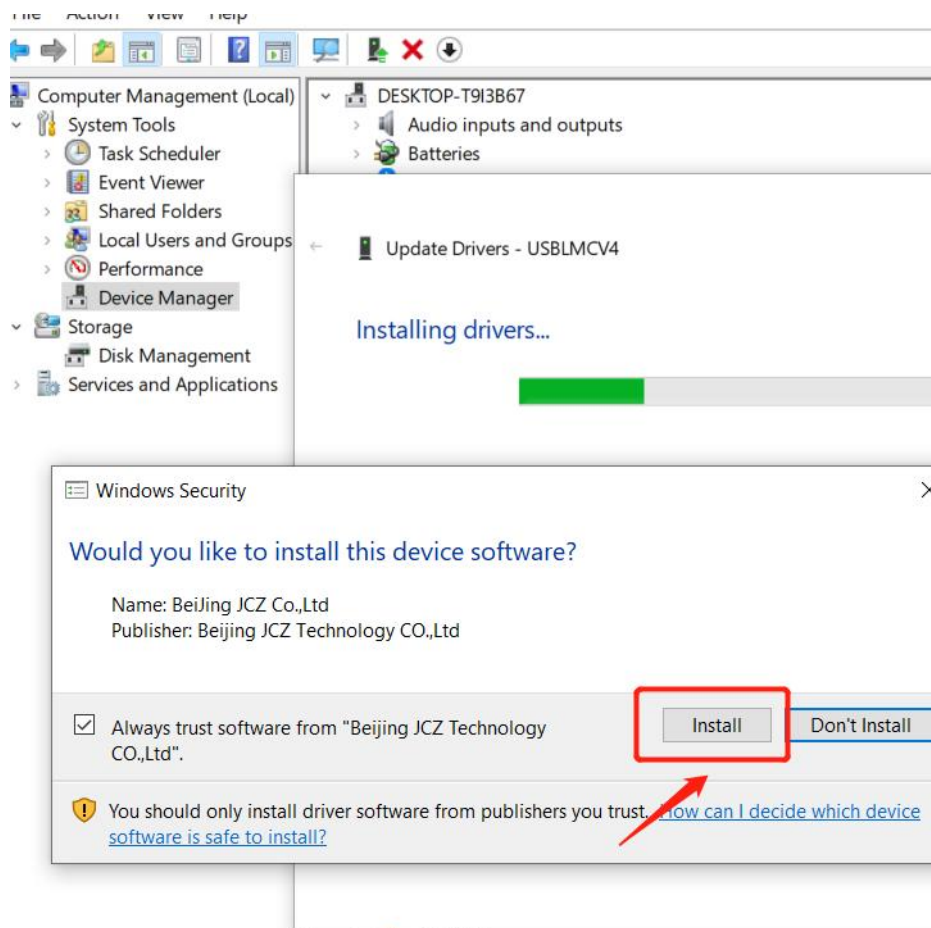 File Action View Help
Computer Management (Local)
System Tools
Task Scheduler
Event Viewer
Shared Folders
Local Users and Groups
Performance
Device Manager
Storage
Disk Management
Services and Applications
DESKTOP-T9I3B67
Audio inputs and outputs
Batteries
Update Drivers - USBLMCV4
Installing drivers...
Windows Security
Would you like to install this device software?
Name: BeiJing JCZ Co.,Ltd
Publisher: Beijing JCZ Technology CO.,Ltd
Always trust software from "Beijing JCZ Technology
CO.,Ltd".
Install
Don't Install
You should only install driver software from publishers you trust. How can I decide which device
software is safe to install?